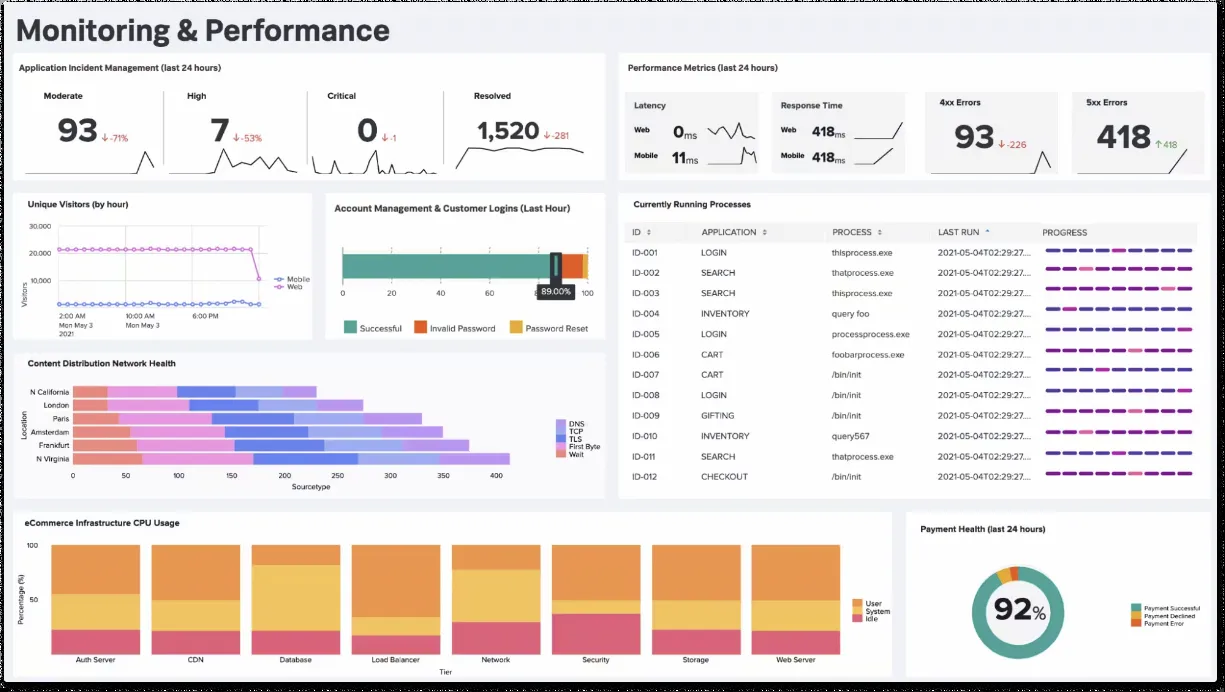 Monitoring & Performance
Application Incident Management (last 24 hours)
Moderate High Critical Resolved
93 ↓-71% 7 ↓-53% 0 ↓-1 1,520 ↓-281
Performance Metrics (last 24 hours)
Latency
Web 0ms
Mobile 11ms
Response Time
Web 418ms
Mobile 418ms
4xx Errors
93 ↓-226
5xx Errors
418 ↑418
Unique Visitors (by hour)
Visitors
30,000
20,000
10,000
2:00 AM 10:00 AM 6:00 PM
Mon May 3 Mon May 3
2021
Mobile
Web
Account Management & Customer Logins (Last Hour)
89.00%
0 20 40 60 100
Successful Invalid Password Password Reset
Currently Running Processes
ID APPLICATION PROCESS LAST RUN PROGRESS
ID-001 LOGIN thisprocess.exe 2021-05-04T02:29:27....
ID-002 SEARCH thatprocess.exe 2021-05-04T02:29:27....
ID-003 SEARCH thisprocess.exe 2021-05-04T02:29:27....
ID-004 INVENTORY query foo 2021-05-04T02:29:27....
ID-005 LOGIN processprocess.exe 2021-05-04T02:29:27....
ID-006 CART foobarprocess.exe 2021-05-04T02:29:27....
ID-007 CART /bin/init 2021-05-04T02:29:27....
ID-008 LOGIN /bin/init 2021-05-04T02:29:27....
ID-009 GIFTING /bin/init 2021-05-04T02:29:27....
ID-010 INVENTORY query567 2021-05-04T02:29:27....
ID-011 SEARCH thatprocess.exe 2021-05-04T02:29:27....
ID-012 CHECKOUT /bin/init 2021-05-04T02:29:27....
Content Distribution Network Health
Location
N California
London
Paris
Amsterdam
Frankfurt
N Virginia
0 50 100 150 200 250 300 350 400
Sourcetype
DNS
TCP
TLS
First Byte
Wait
eCommerce Infrastructure CPU Usage
Percentage (%)
100
50
Auth Server CDN Database Load Balancer Network Security Storage Web Server
Tier
User
System
Idle
Payment Health (last 24 hours)
92%
Payment Successful
Payment Declined
Payment Error